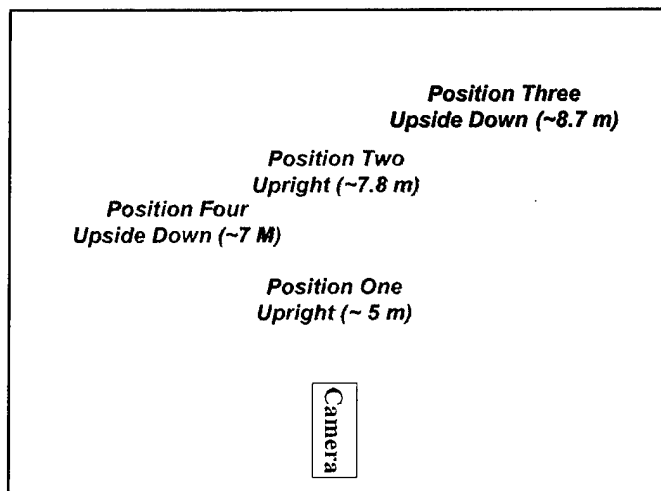 Position Three
Upside Down (~8.7 m)
Position Two
Upright (~7.8 m)
Position Four
Upside Down (~7 M)
Position One
Upright (~ 5 m)
Camera